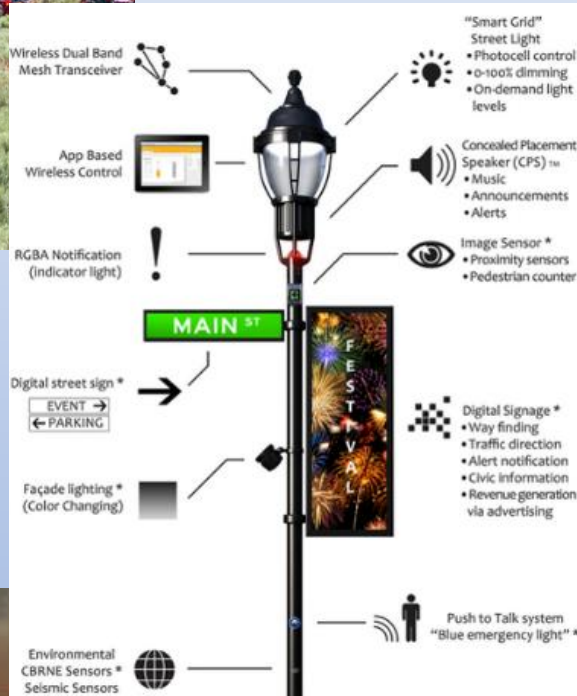 Wireless Dual Band
Mesh Transceiver
"Smart Grid"
Street Light
• Photocell control
• 0-100% dimming
• On-demand light
levels
App Based
Wireless Control
Concealed Placement
Speaker (CPS) TM
• Music
• Announcements
• Alerts
RGBA Notification
(indicator light)
Image Sensor *
• Proximity sensors
• Pedestrian counter
MAIN ST
FESTIVAL
Digital street sign *
EVENT →
← PARKING
Digital Signage *
• Way finding
• Traffic direction
• Alert notification
• Civic information
• Revenue generation
via advertising
Façade lighting *
(Color Changing)
Push to Talk system
"Blue emergency light" *
Environmental
CBRNE Sensors *
Seismic Sensors